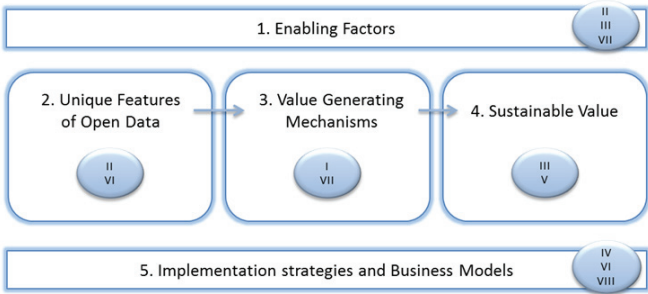 1. Enabling Factors
II
III
VII
2. Unique Features
of Open Data
II
VI
3. Value Generating
Mechanisms
I
VII
4. Sustainable Value
III
V
5. Implementation strategies and Business Models
IV
VI
VIII